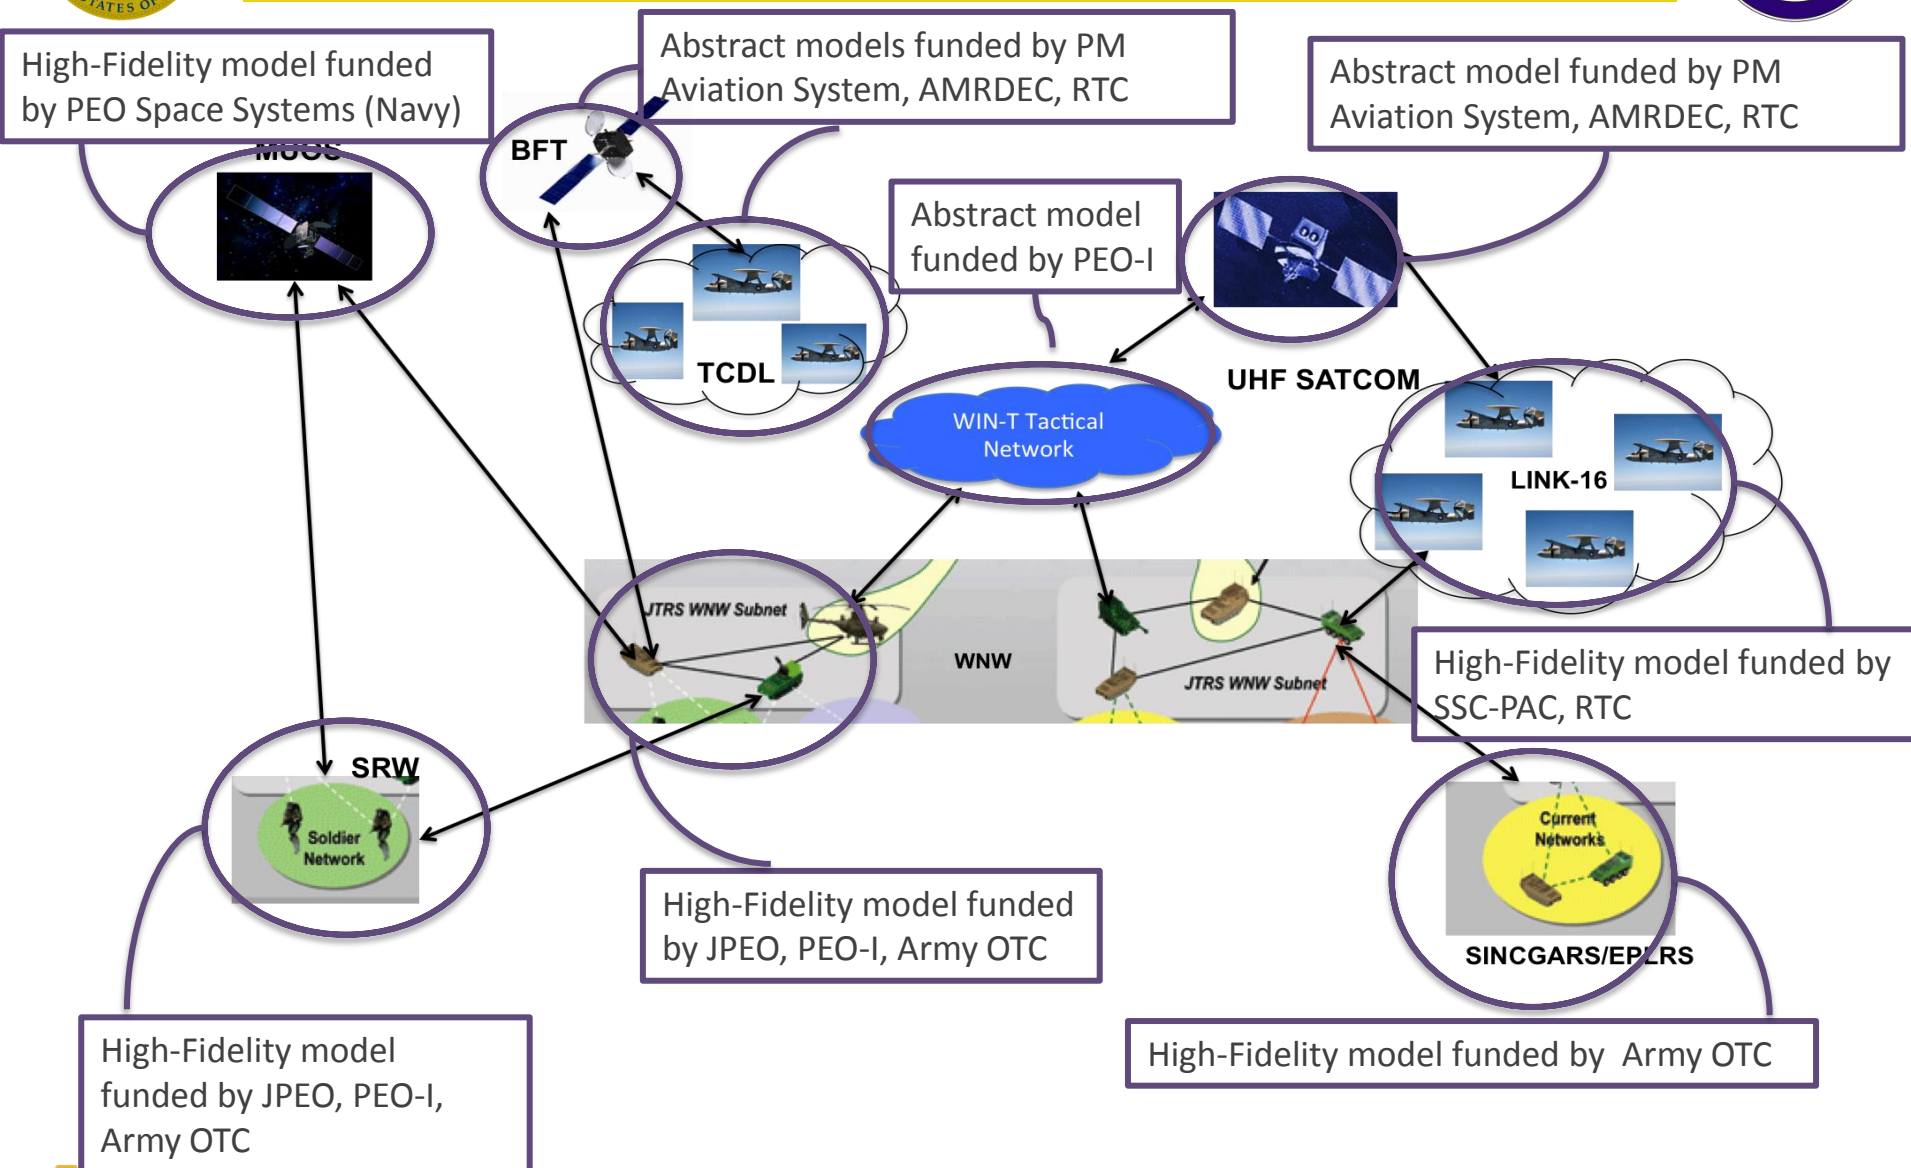 TATES OF
High-Fidelity model funded
by PEO Space Systems (Navy)
Abstract models funded by PM
Aviation System, AMRDEC, RTC
Abstract model funded by PM
Aviation System, AMRDEC, RTC
MUOS
BFT
Abstract model
funded by PEO-I
TCDL
UHF SATCOM
WIN-T Tactical
Network
LINK-16
JTRS WNW Subnet
WNW
JTRS WNW Subnet
High-Fidelity model funded by
SSC-PAC, RTC
SRW
Soldier
Network
Current
Networks
High-Fidelity model funded
by JPEO, PEO-I, Army OTC
SINCGARS/EPLRS
High-Fidelity model
funded by JPEO, PEO-I,
Army OTC
High-Fidelity model funded by  Army OTC